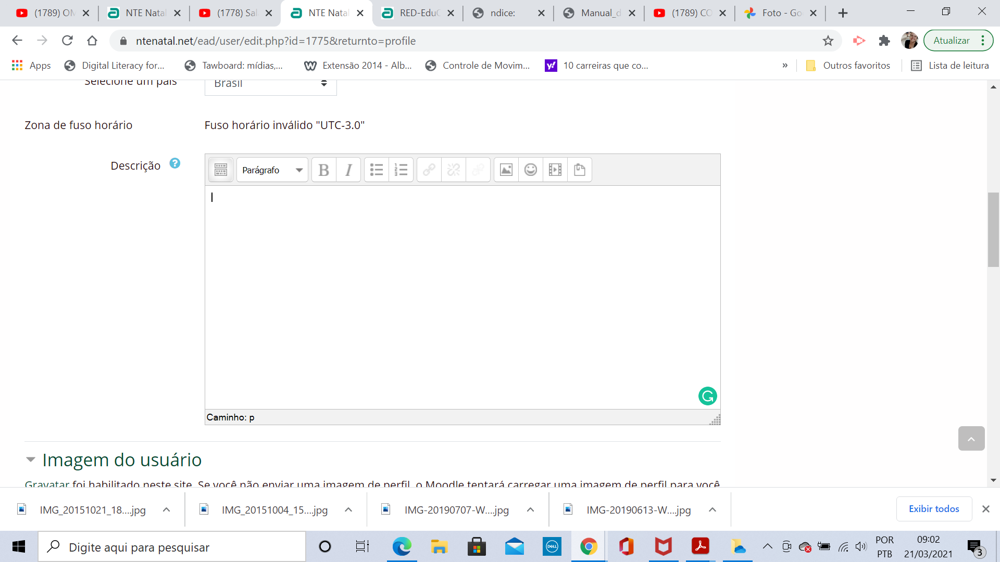 (1789) OM
NTE Natal
(1778) Sal
NTE Natal
RED-EduC
ndice:
Manual_d
(1789) CO
Foto - Go
ntenatal.net/ead/user/edit.php?id=1775&returnto=profile
Atualizar
Apps
Digital Literacy for...
Tawboard: mídias,...
Extensão 2014 - Alb...
Controle de Movim...
10 carreiras que co...
»
Outros favoritos
Lista de leitura
Selecione um país
Brasil
Zona de fuso horário
Fuso horário inválido "UTC-3.0"
Descrição
Parágrafo
B I
Caminho: p
Imagem do usuário
Gravatar foi habilitado neste site. Se você não enviar uma imagem de perfil, o Moodle tentará carregar uma imagem de perfil para você
IMG_20151021_18....jpg
IMG_20151004_15....jpg
IMG-20190707-W....jpg
IMG-20190613-W....jpg
Exibir todos
Digite aqui para pesquisar
DELL
POR
PTB
09:02
21/03/2021
3